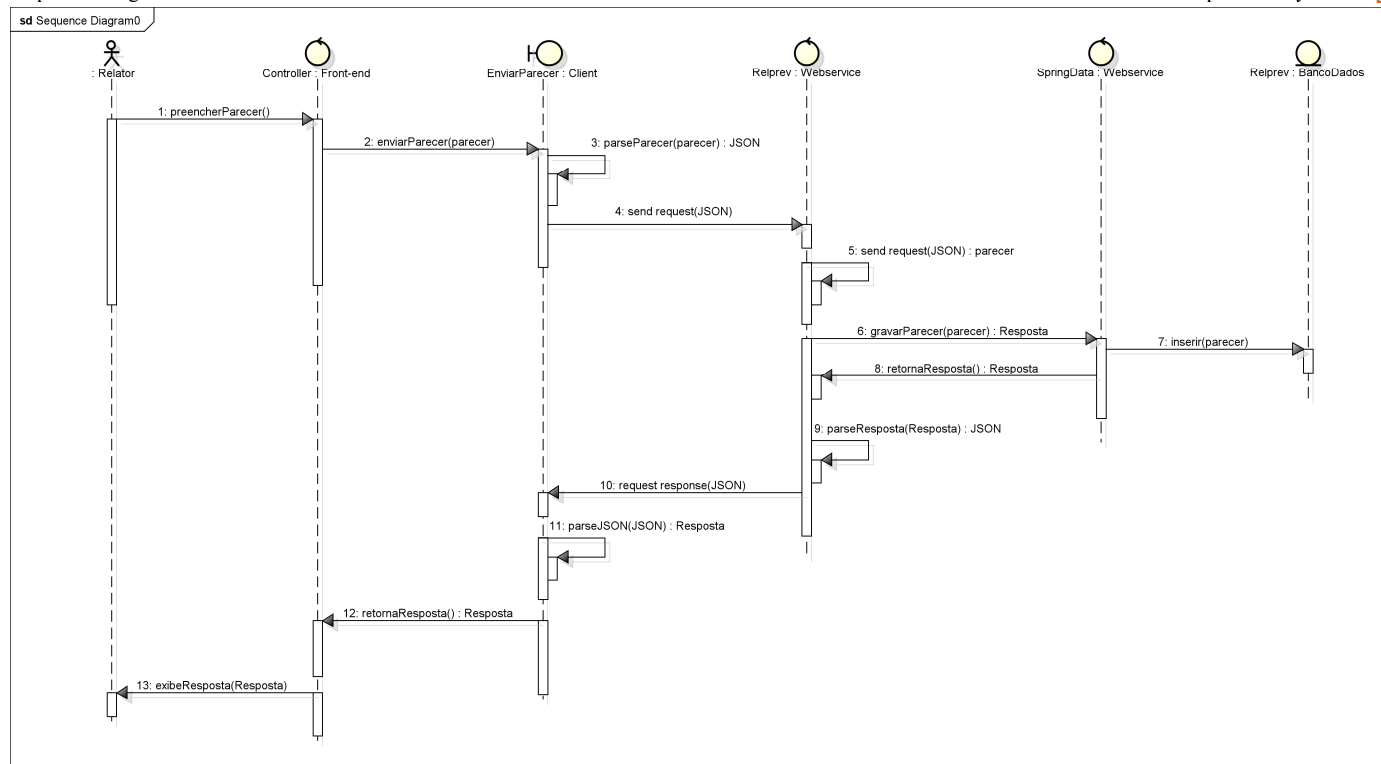 sd Sequence Diagram0
: Relator
Controller : Front-end
EnviarParecer : Client
Relprev : Webservice
SpringData : Webservice
Relprev : BancoDados
1: preencherParecer()
2: enviarParecer(parecer)
3: parseParecer(parecer) : JSON
4: send request(JSON)
5: send request(JSON) : parecer
6: gravarParecer(parecer) : Resposta
7: inserir(parecer)
8: retornaResposta() : Resposta
9: parseResposta(Resposta) : JSON
10: request response(JSON)
11: parseJSON(JSON) : Resposta
12: retornaResposta() : Resposta
13: exibeResposta(Resposta)